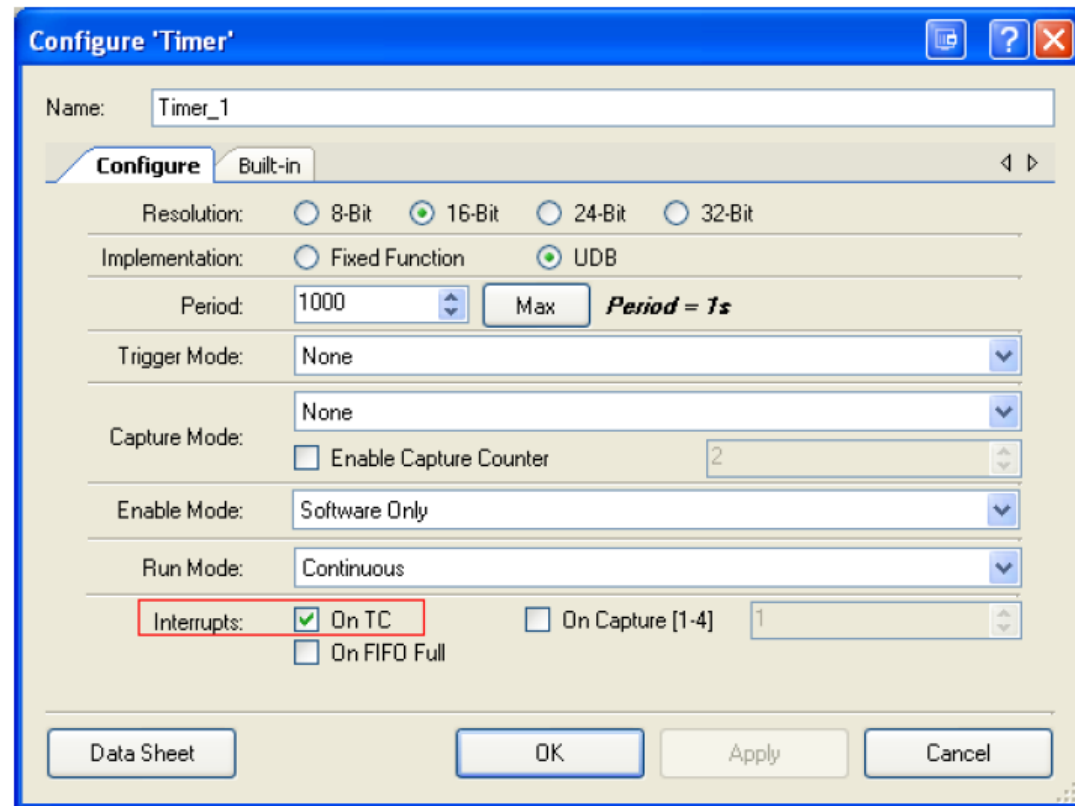 Configure 'Timer'
Name: Timer_1
Configure Built-in
Resolution: 8-Bit 16-Bit 24-Bit 32-Bit
Implementation: Fixed Function UDB
Period: 1000 Max Period = 1s
Trigger Mode: None
None
Capture Mode:
Enable Capture Counter 2
Enable Mode: Software Only
Run Mode: Continuous
Interrupts: On TC On Capture [1-4] 1
On FIFO Full
Data Sheet OK Apply Cancel